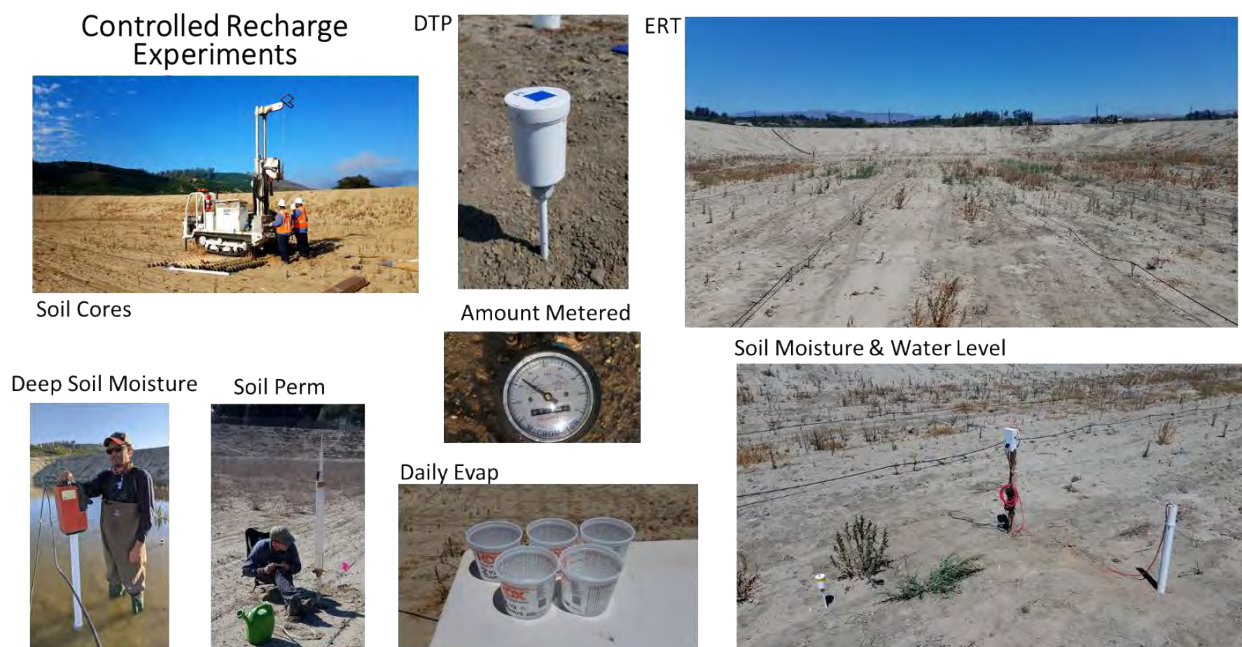 Controlled Recharge
Experiments
DTP
ERT
Soil Cores
Amount Metered
Soil Moisture & Water Level
Deep Soil Moisture
Soil Perm
Daily Evap
HDX